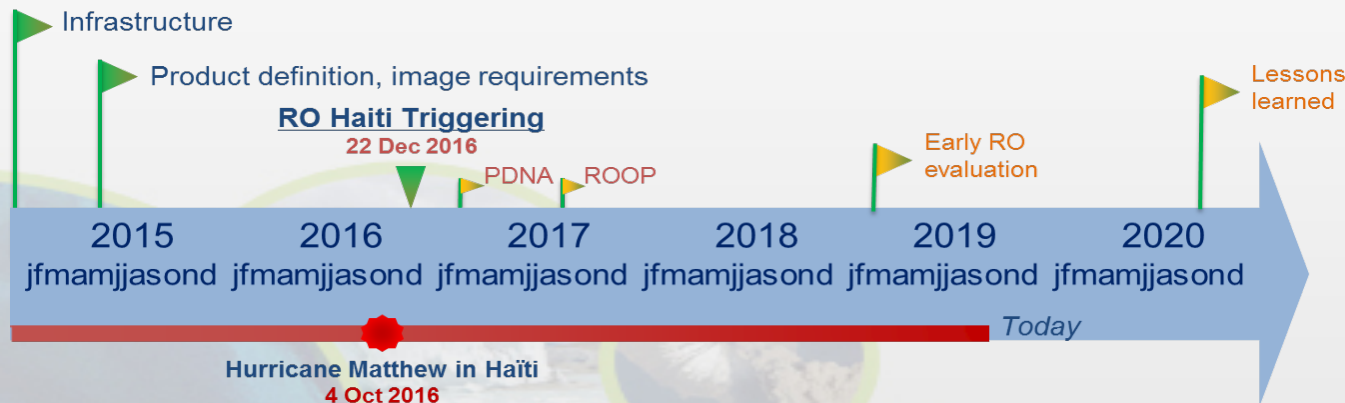 Infrastructure
Product definition, image requirements
RO Haiti Triggering
22 Dec 2016
PDNA
ROOP
Early RO
evaluation
Lessons
learned
2015 2016 2017 2018 2019 2020
jfmamjjasond jfmamjjasond jfmamjjasond jfmamjjasond jfmamjjasond jfmamjjasond
Today
Hurricane Matthew in Haïti
4 Oct 2016